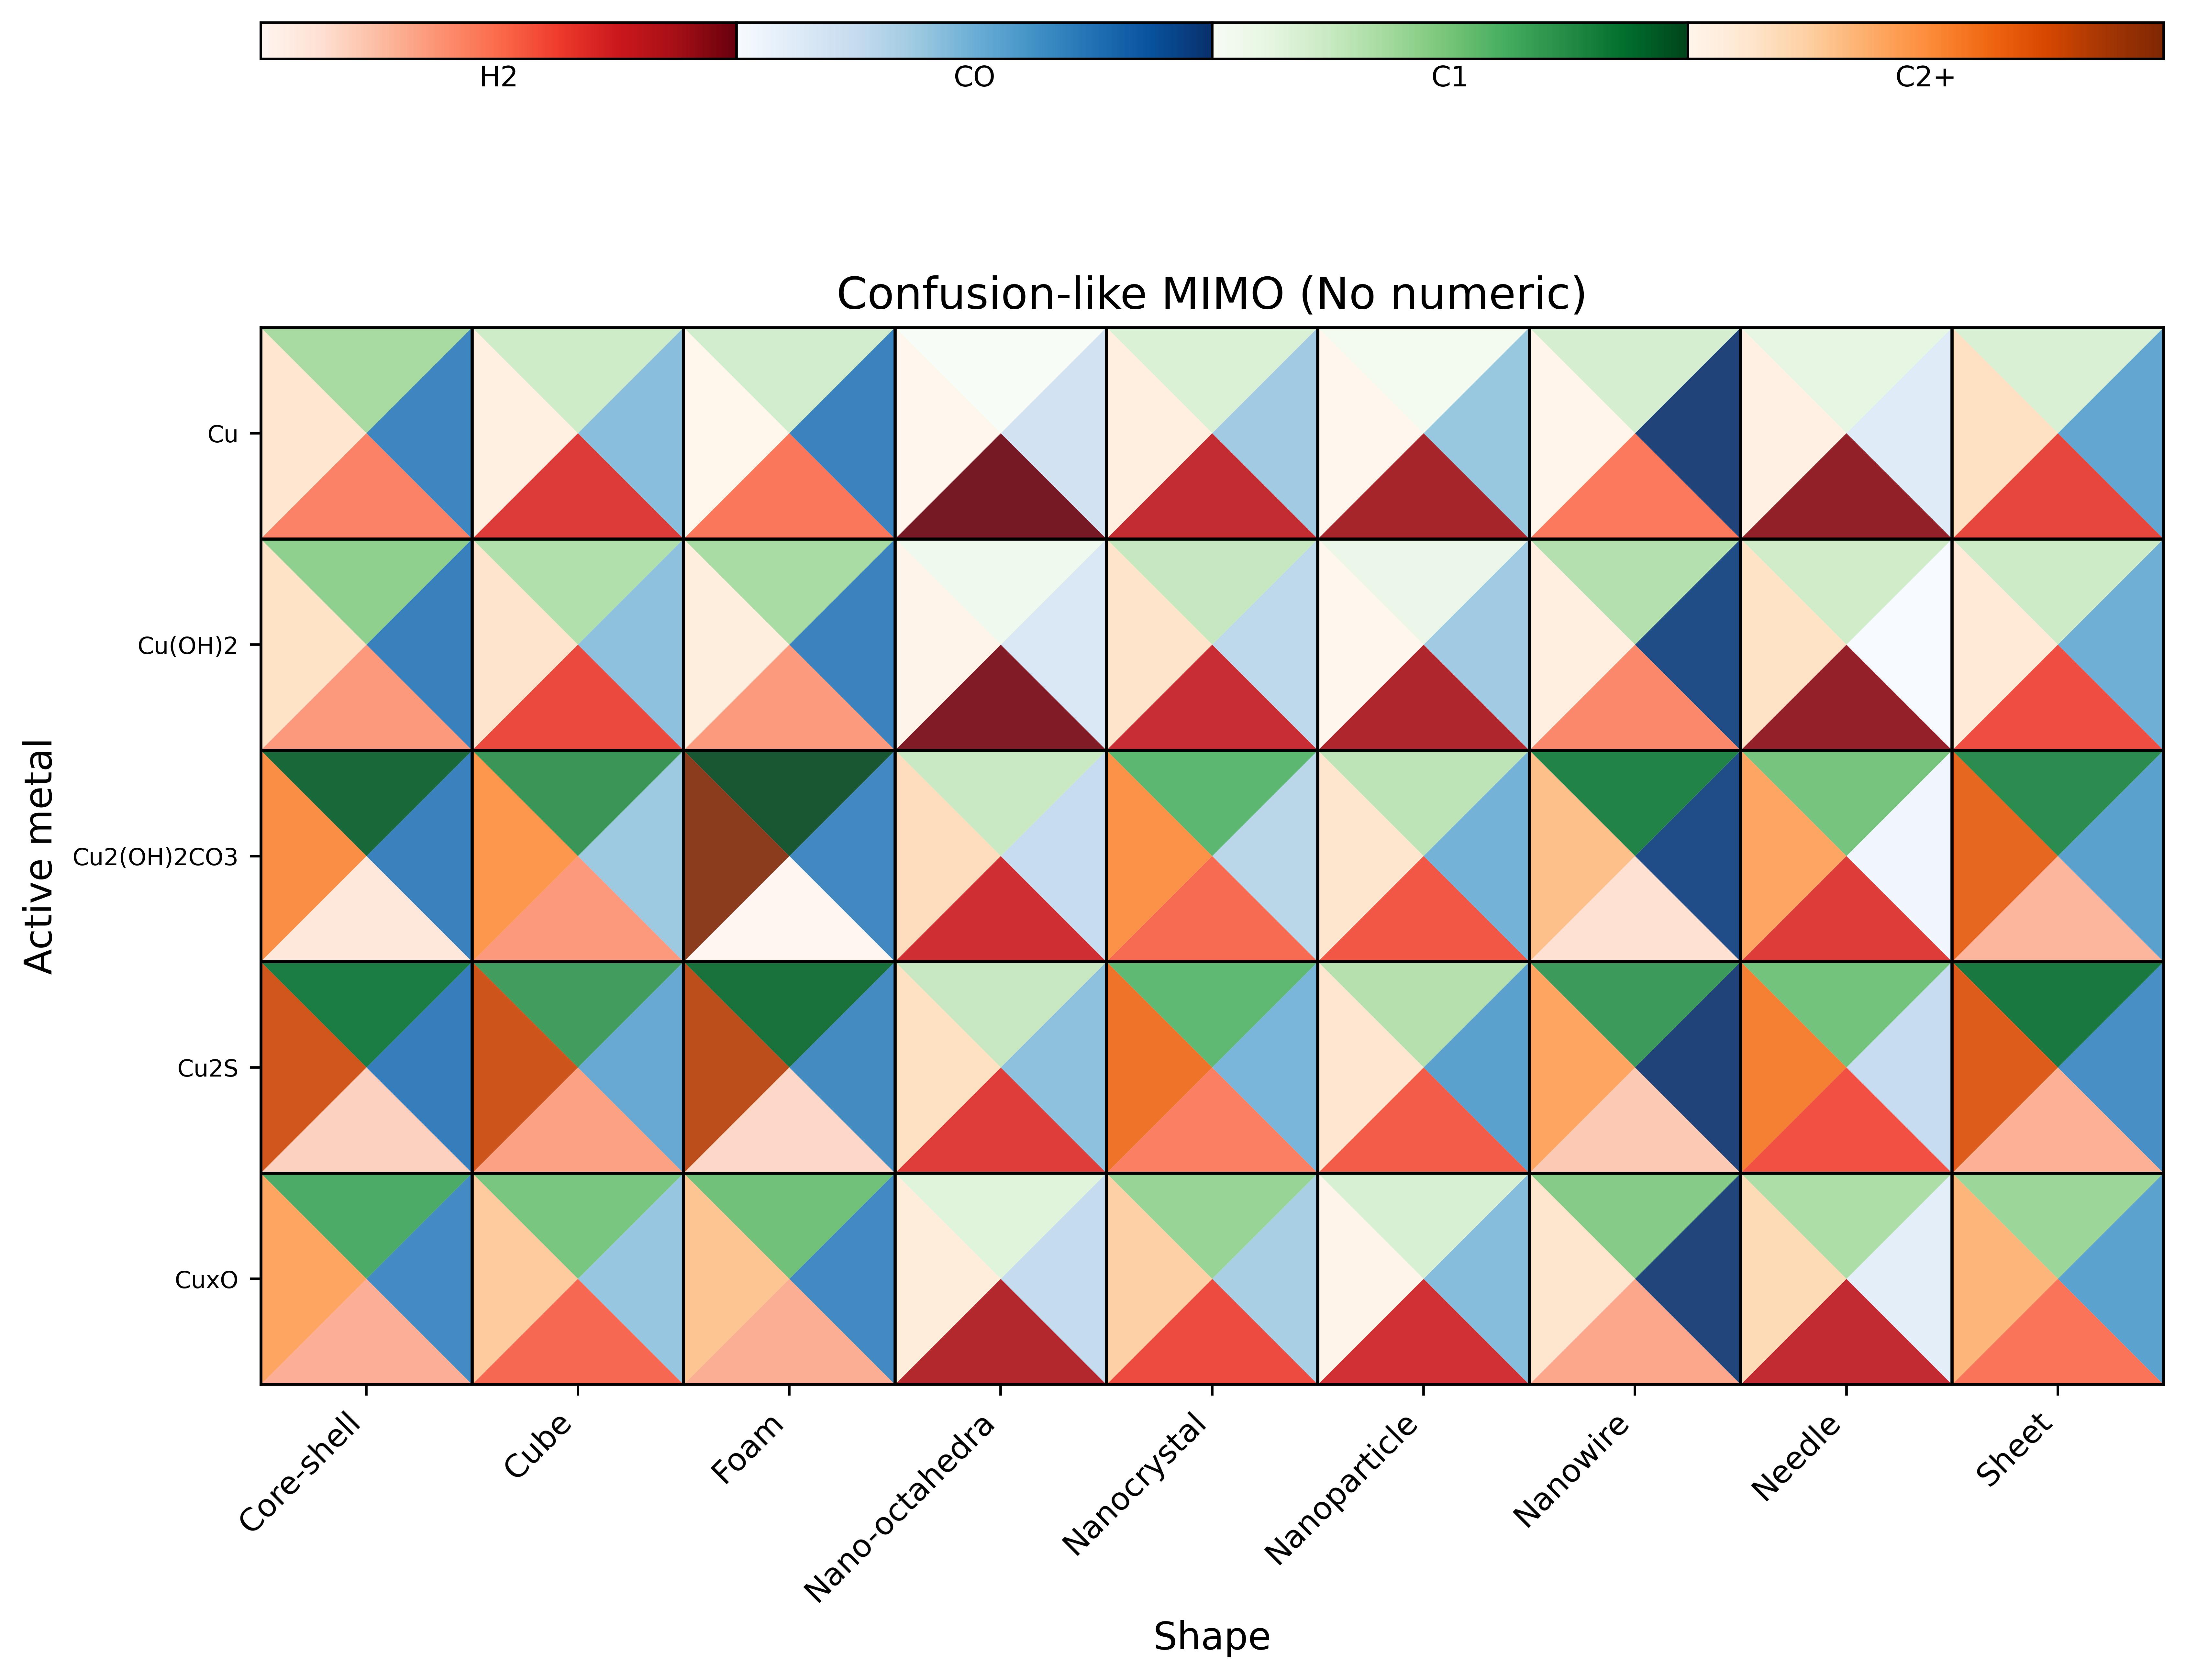 H2
CO
C1
C2+
Confusion-like MIMO (No numeric)
Active metal
Cu
Cu(OH)2
Cu2(OH)2CO3
Cu2S
CuxO
Core-shell
Cube
Foam
Nano-octahedra
Nanocrystal
Nanoparticle
Nanowire
Needle
Sheet
Shape